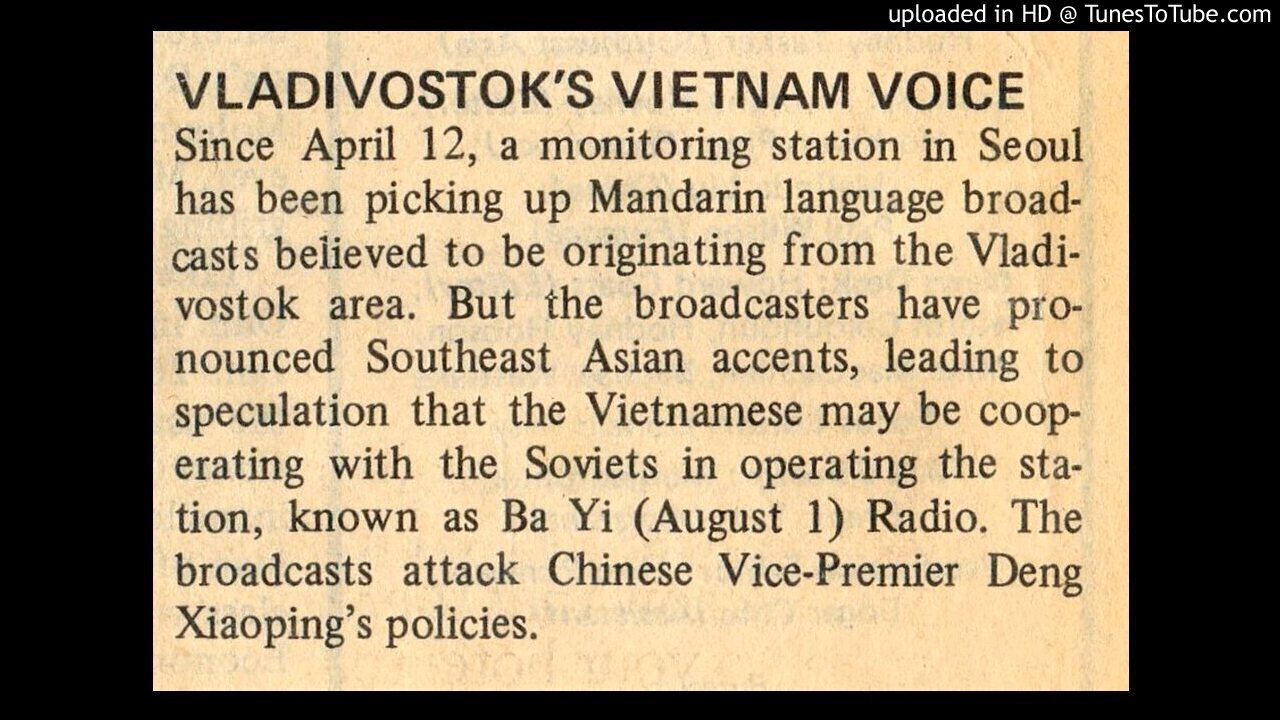 uploaded in HD @ TunesToTube.com
VLADIVOSTOK'S VIETNAM VOICE
Since April 12, a monitoring station in Seoul
has been picking up Mandarin language broad-
casts believed to be originating from the Vladi-
vostok area. But the broadcasters have pro-
nounced Southeast Asian accents, leading to
speculation that the Vietnamese may be coop-
erating with the Soviets in operating the sta-
tion, known as Ba Yi (August 1) Radio. The
broadcasts attack Chinese Vice-Premier Deng
Xiaoping's policies.